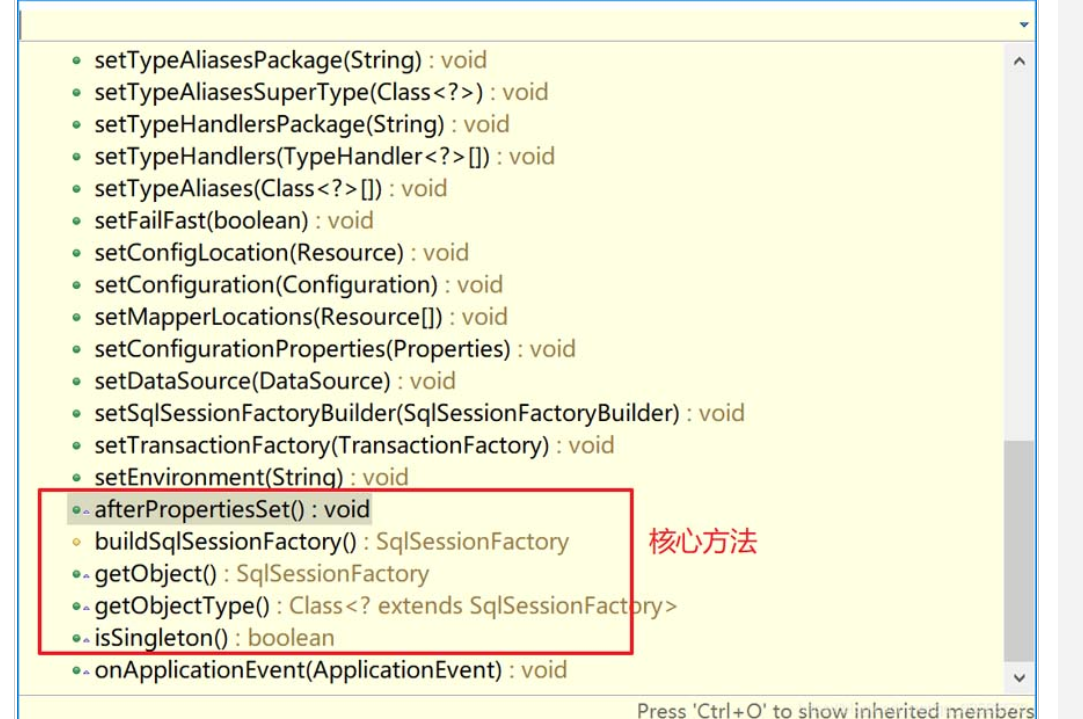 setTypeAliasesPackage(String) : void
setTypeAliasesSuperType(Class<?>) : void
setTypeHandlersPackage(String) : void
setTypeHandlers(TypeHandler<?>[]) : void
setTypeAliases(Class<?>[]) : void
setFailFast(boolean) : void
setConfigLocation(Resource) : void
setConfiguration(Configuration) : void
setMapperLocations(Resource[]) : void
setConfigurationProperties(Properties) : void
setDataSource(DataSource) : void
setSqlSessionFactoryBuilder(SqlSessionFactoryBuilder) : void
setTransactionFactory(TransactionFactory) : void
setEnvironment(String) : void
afterPropertiesSet() : void
buildSqlSessionFactory() : SqlSessionFactory
核心方法
getObject() : SqlSessionFactory
getObjectType() : Class<? extends SqlSessionFactory>
isSingleton() : boolean
onApplicationEvent(ApplicationEvent) : void
Press 'Ctrl+O' to show inherited members